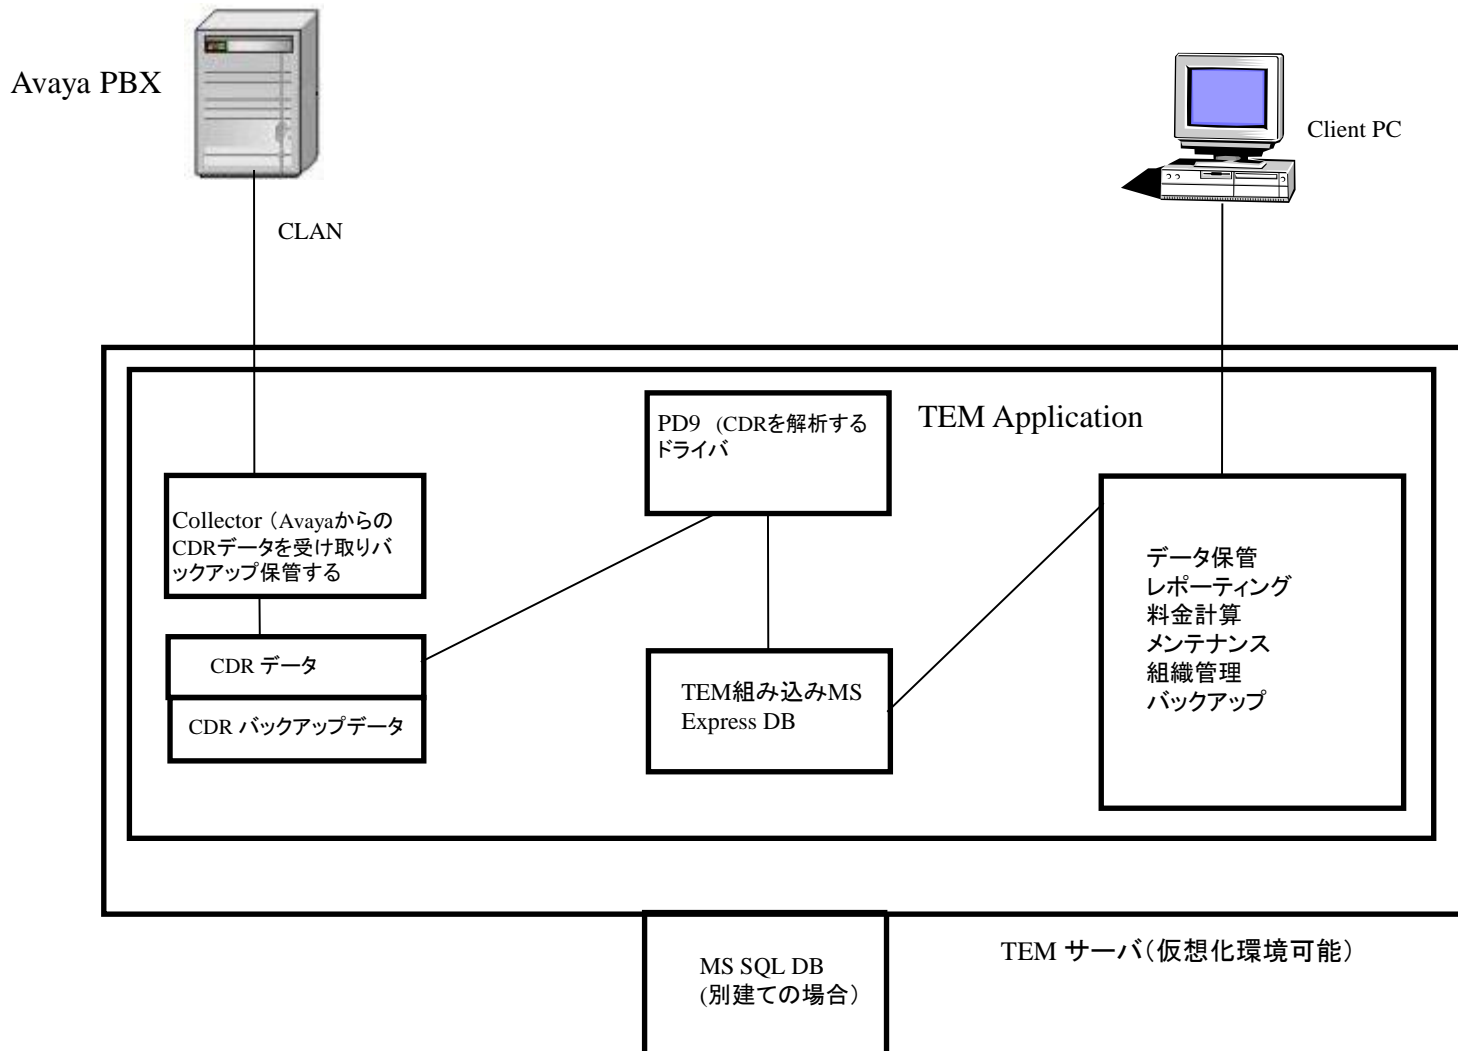 Avaya PBX
Client PC
CLAN
TEM Application
PD9 (CDRを解析する
ドライバ
Collector (Avayaからの
CDRデータを受け取りバ
ックアップ保管する
CDR データ
CDR バックアップデータ
TEM組み込みMS
Express DB
データ保管
レポーティング
料金計算
メンテナンス
組織管理
バックアップ
MS SQL DB
(別建ての場合)
TEM サーバ(仮想化環境可能)